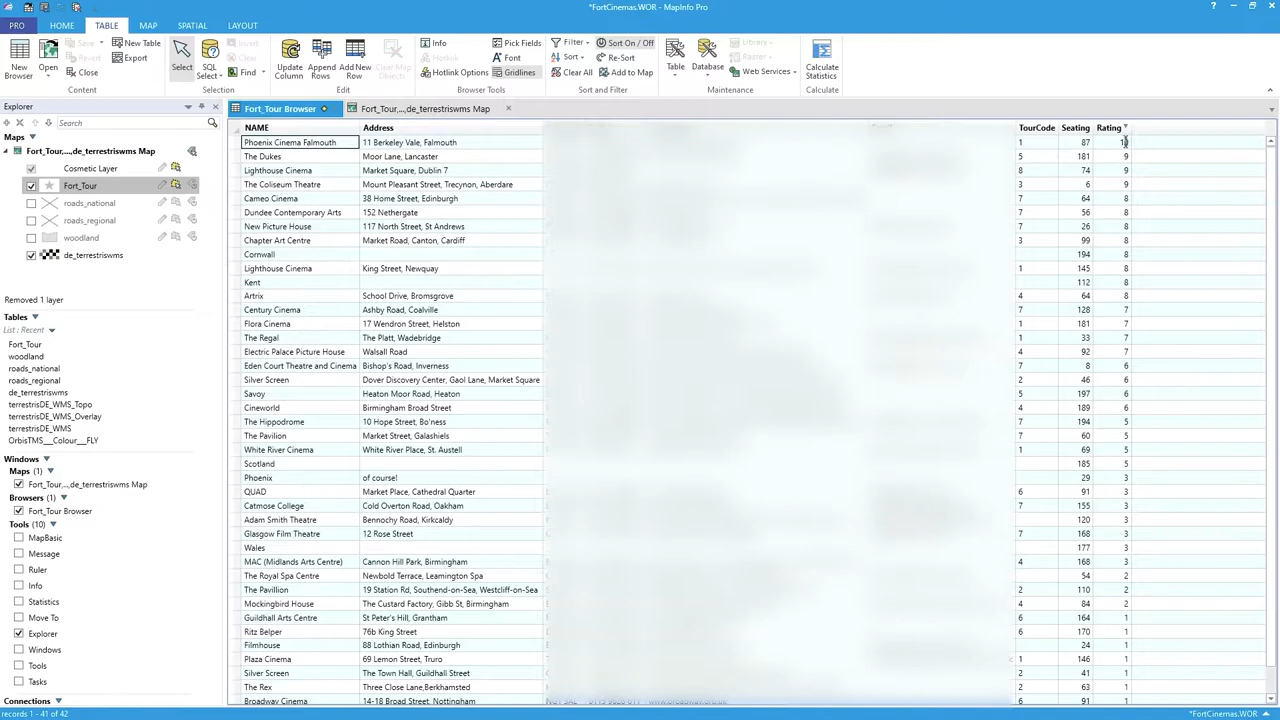 *FortCinemas.WOR - MapInfo Pro
PRO HOME TABLE MAP SPATIAL LAYOUT
New Browser
Open
Save
Revert
Close
New Table
Export
Content
Select
SQL Select
Insert
Clear
Find
Selection
Update Column
Append Rows
Add New Row
Clear Map Objects
Edit
Info
Hotlink
Hotlink Options
Pick Fields
Font
Gridlines
Browser Tools
Filter
Sort
Clear All
Sort On / Off
Re-Sort
Add to Map
Sort and Filter
Table
Database
Library
Raster
Web Services
Maintenance
Calculate Statistics
Calculate
Explorer
Search
Maps
Fort_Tour,...,de_terrestriswms Map
Cosmetic Layer
Fort_Tour
roads_national
roads_regional
woodland
de_terrestriswms
Removed 1 layer
Tables
List : Recent
Fort_Tour
woodland
roads_national
roads_regional
de_terrestriswms
terrestrisDE_WMS_Topo
terrestrisDE_WMS_Overlay
terrestrisDE_WMS
OrbisTMS___Colour___FLY
Windows
Maps (1)
Fort_Tour,...,de_terrestriswms Map
Browsers (1)
Fort_Tour Browser
Tools (10)
MapBasic
Message
Ruler
Info
Statistics
Move To
Explorer
Windows
Tools
Tasks
Connections
Fort_Tour Browser Fort_Tour,...,de_terrestriswms Map
NAME Address TourCode Seating Rating
Phoenix Cinema Falmouth 11 Berkeley Vale, Falmouth 1 87
The Dukes Moor Lane, Lancaster 5 181 9
Lighthouse Cinema Market Square, Dublin 7 8 74 9
The Coliseum Theatre Mount Pleasant Street, Trecynon, Aberdare 3 6 9
Cameo Cinema 38 Home Street, Edinburgh 7 64 8
Dundee Contemporary Arts 152 Nethergate 7 56 8
New Picture House 117 North Street, St Andrews 7 26 8
Chapter Art Centre Market Road, Canton, Cardiff 3 99 8
Cornwall 194 8
Lighthouse Cinema King Street, Newquay 1 145 8
Kent 112 8
Artrix School Drive, Bromsgrove 4 64 8
Century Cinema Ashby Road, Coalville 7 128 7
Flora Cinema 17 Wendron Street, Helston 1 181 7
The Regal The Platt, Wadebridge 1 33 7
Electric Palace Picture House Walsall Road 4 92 7
Eden Court Theatre and Cinema Bishop's Road, Inverness 7 8 6
Silver Screen Dover Discovery Center, Gaol Lane, Market Square 2 46 6
Savoy Heaton Moor Road, Heaton 5 197 6
Cineworld Birmingham Broad Street 4 189 6
The Hippodrome 10 Hope Street, Bo'ness 7 194 5
The Pavilion Market Street, Galashiels 7 60 5
White River Cinema White River Place, St. Austell 1 69 5
Scotland 185 5
Phoenix of course! 29 3
QUAD Market Place, Cathedral Quarter 6 91 3
Catmose College Cold Overton Road, Oakham 7 155 3
Adam Smith Theatre Bennochy Road, Kirkcaldy 120 3
Glasgow Film Theatre 12 Rose Street 7 168 3
Wales 177 3
MAC (Midlands Arts Centre) Cannon Hill Park, Birmingham 4 168 3
The Royal Spa Centre Newbold Terrace, Leamington Spa 54 2
The Pavillion 19 Station Rd, Southend-on-Sea, Westcliff-on-Sea 2 110 2
Mockingbird House The Custard Factory, Gibb St, Birmingham 4 84 2
Guildhall Arts Centre St Peter's Hill, Grantham 6 164 1
Ritz Belper 76b King Street 6 170 1
Filmhouse 88 Lothian Road, Edinburgh 24 1
Plaza Cinema 69 Lemon Street, Truro 1 146 1
Silver Screen The Town Hall, Guildhall Street 2 41 1
The Rex Three Close Lane,Berkhamsted 2 63 1
Broadway Cinema 14-18 Broad Street, Nottingham 6 71 1
records 1 - 41 of 42
*FortCinemas.WOR